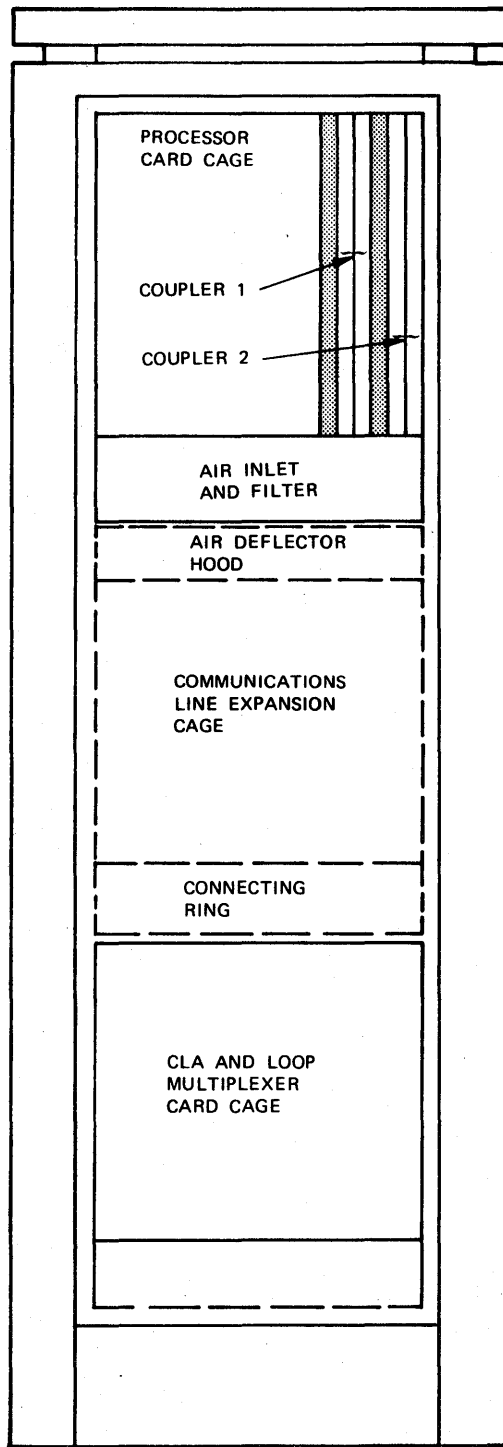 PROCESSOR
CARD CAGE
COUPLER 1
COUPLER 2
AIR INLET
AND FILTER
AIR DEFLECTOR
HOOD
COMMUNICATIONS
LINE EXPANSION
CAGE
CONNECTING
RING
CLA AND LOOP
MULTIPLEXER
CARD CAGE